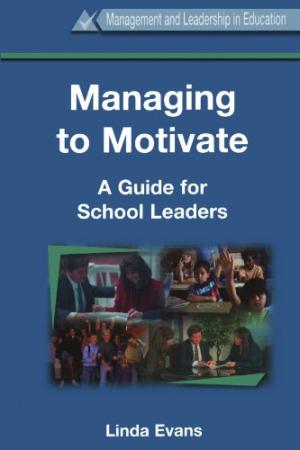 Management and Leadership in Education
Managing
to Motivate
A Guide for
School Leaders
Linda Evans